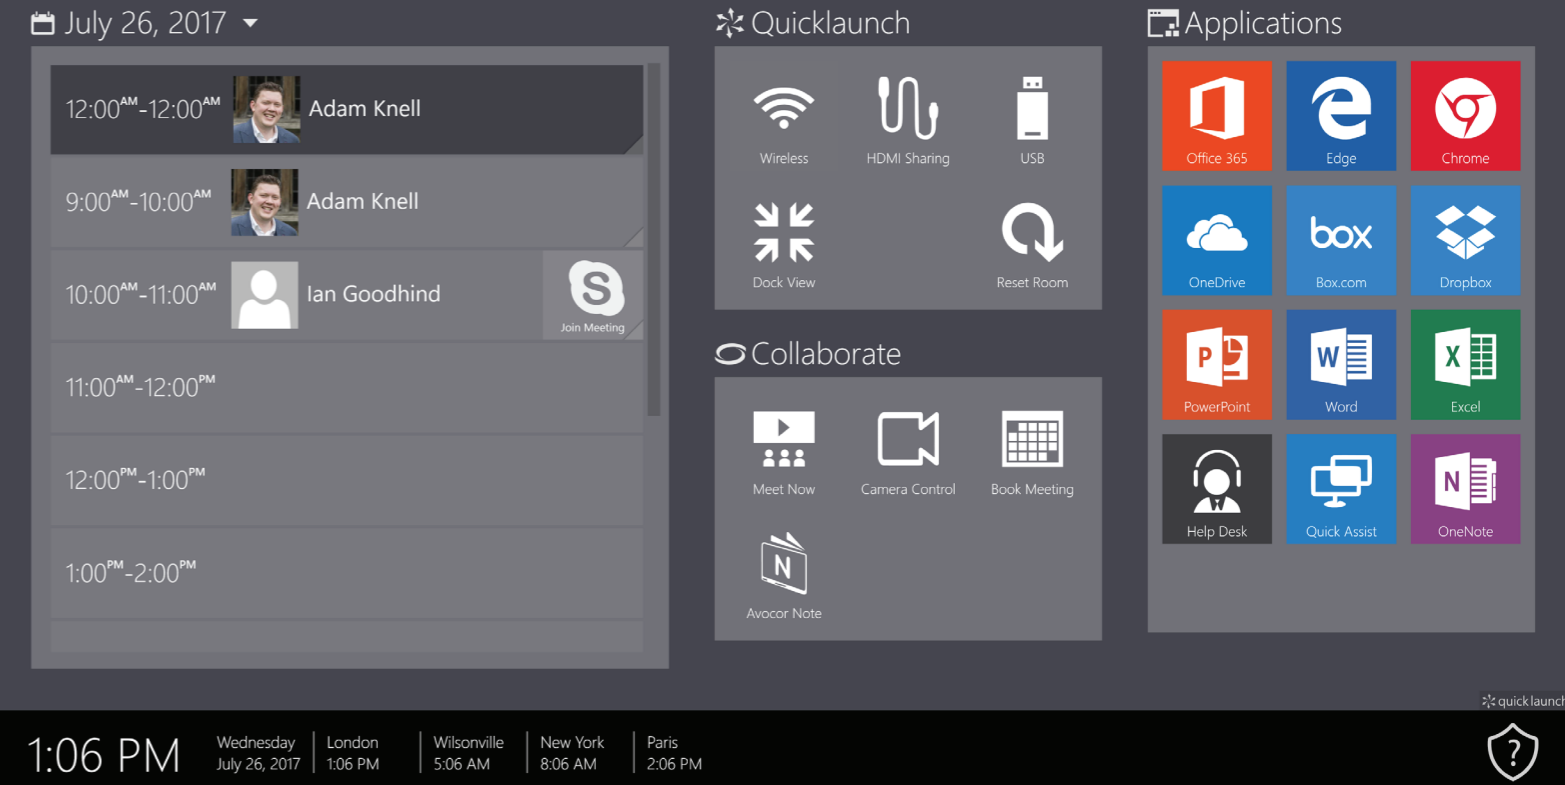 July 26, 2017
12:00AM-12:00AM Adam Knell
9:00AM-10:00AM Adam Knell
10:00AM-11:00AM Ian Goodhind
S
Join Meeting
11:00AM-12:00PM
12:00PM-1:00PM
1:00PM-2:00PM
Quicklaunch
Wireless HDMI Sharing USB
Dock View Reset Room
Collaborate
Meet Now Camera Control Book Meeting
N
Avocor Note
Applications
Office 365 Edge Chrome
box
OneDrive Box.com Dropbox
P W X
PowerPoint Word Excel
N
Help Desk Quick Assist OneNote
quicklaunch
1:06 PM
Wednesday London Wilsonville New York Paris
July 26, 2017 1:06 PM 5:06 AM 8:06 AM 2:06 PM
?